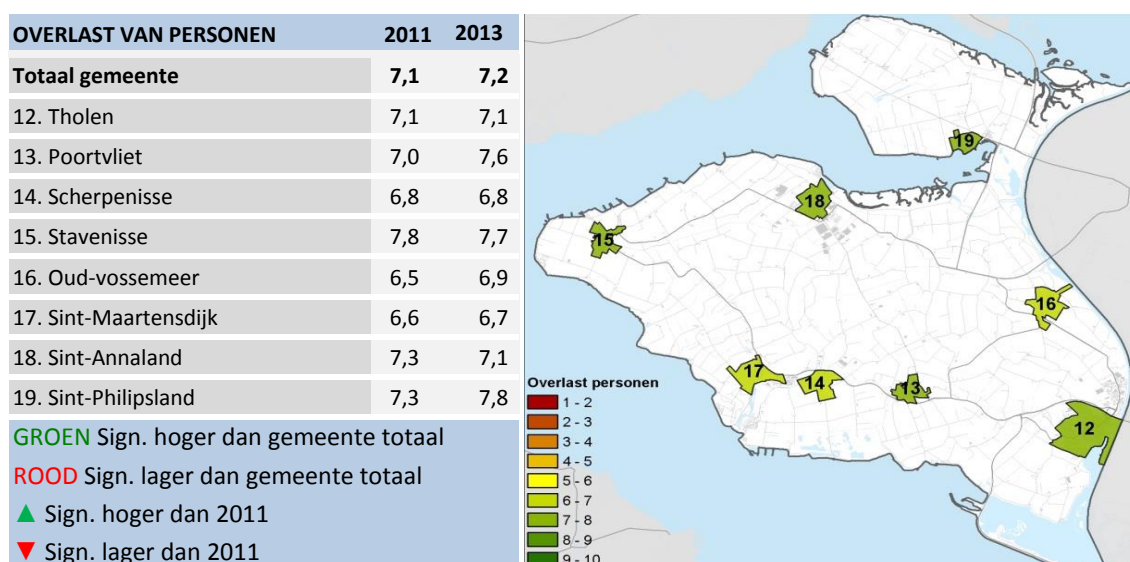 OVERLAST VAN PERSONEN 2011 2013
Totaal gemeente 7,1 7,2
12. Tholen 7,1 7,1
13. Poortvliet 7,0 7,6
14. Scherpenisse 6,8 6,8
15. Stavenisse 7,8 7,7
16. Oud-vossemeer 6,5 6,9
17. Sint-Maartensdijk 6,6 6,7
18. Sint-Annaland 7,3 7,1
19. Sint-Philipsland 7,3 7,8
GROEN Sign. hoger dan gemeente totaal
ROOD Sign. lager dan gemeente totaal
▲ Sign. hoger dan 2011
▼ Sign. lager dan 2011
19
18
15
16
17
14
13
12
Overlast personen
1 - 2
2 - 3
3 - 4
4 - 5
5 - 6
6 - 7
7 - 8
8 - 9
9 - 10